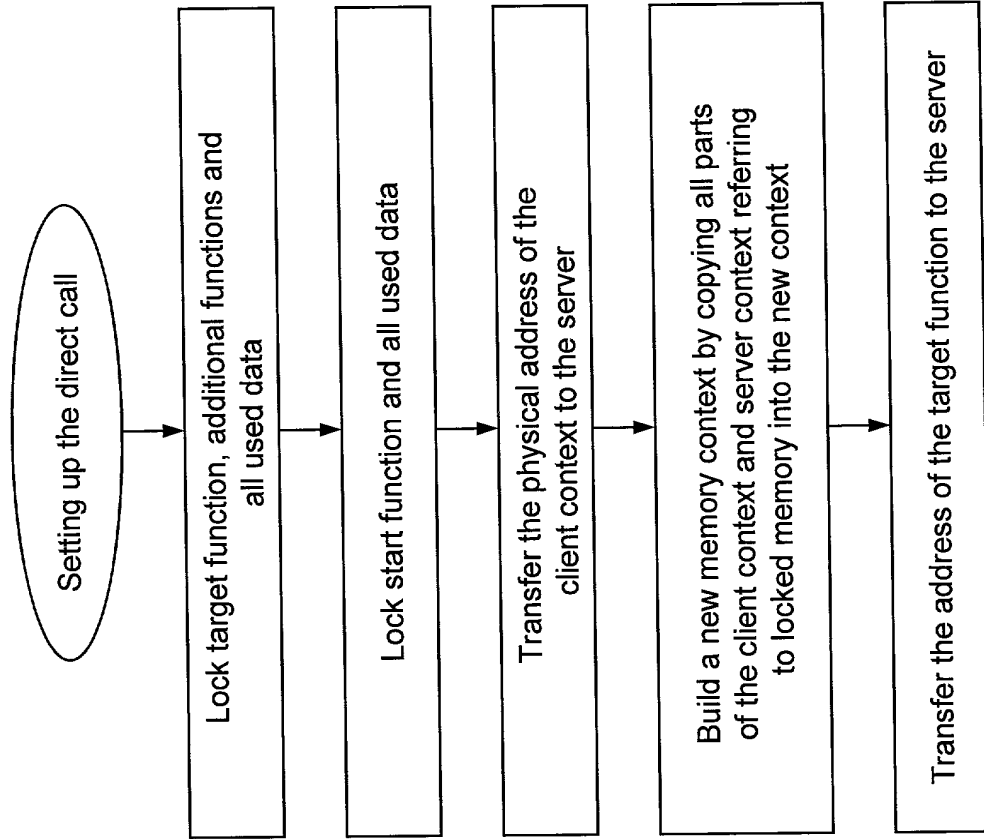 Setting up the direct call
Lock target function, additional functions and
all used data
Lock start function and all used data
Transfer the physical address of the
client context to the server
Build a new memory context by copying all parts
of the client context and server context referring
to locked memory into the new context
Transfer the address of the target function to the server